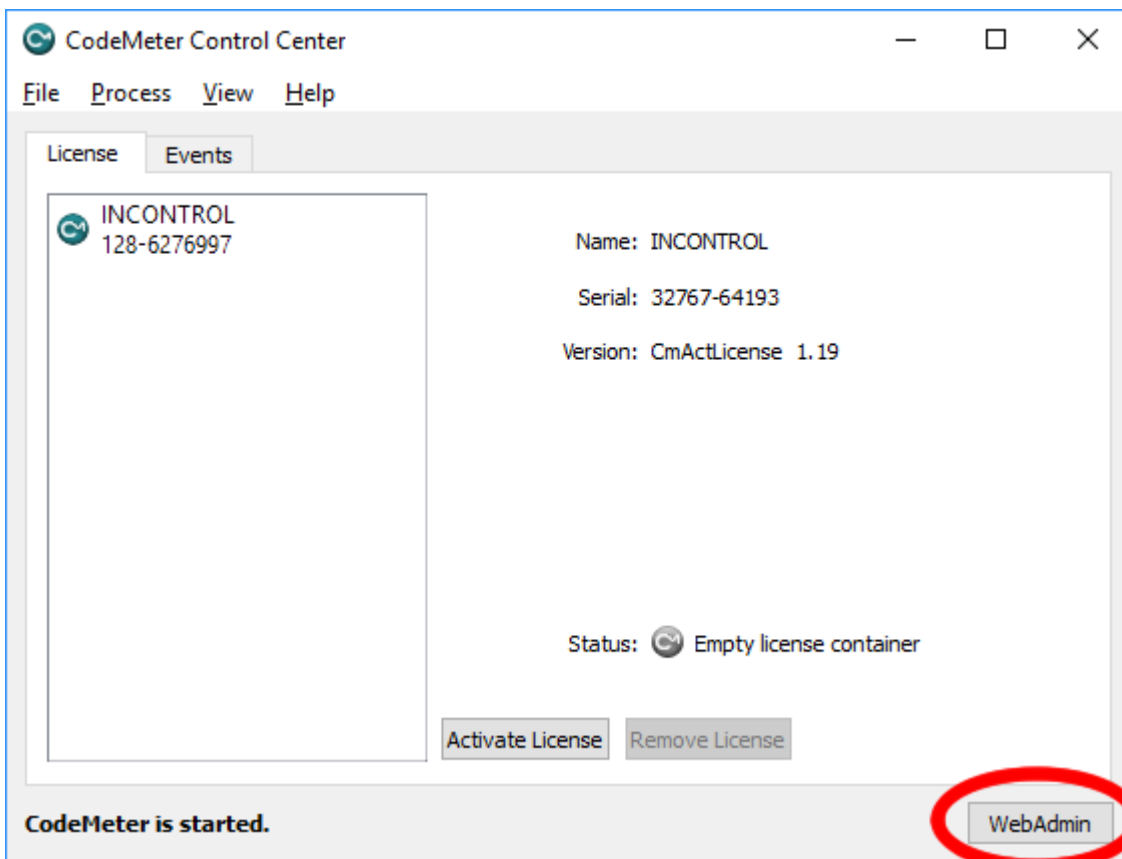 CodeMeter Control Center
File Process View Help
License Events
INCONTROL
128-6276997
Name: INCONTROL
Serial: 32767-64193
Version: CmActLicense 1.19
Status: Empty license container
Activate License Remove License
CodeMeter is started. WebAdmin